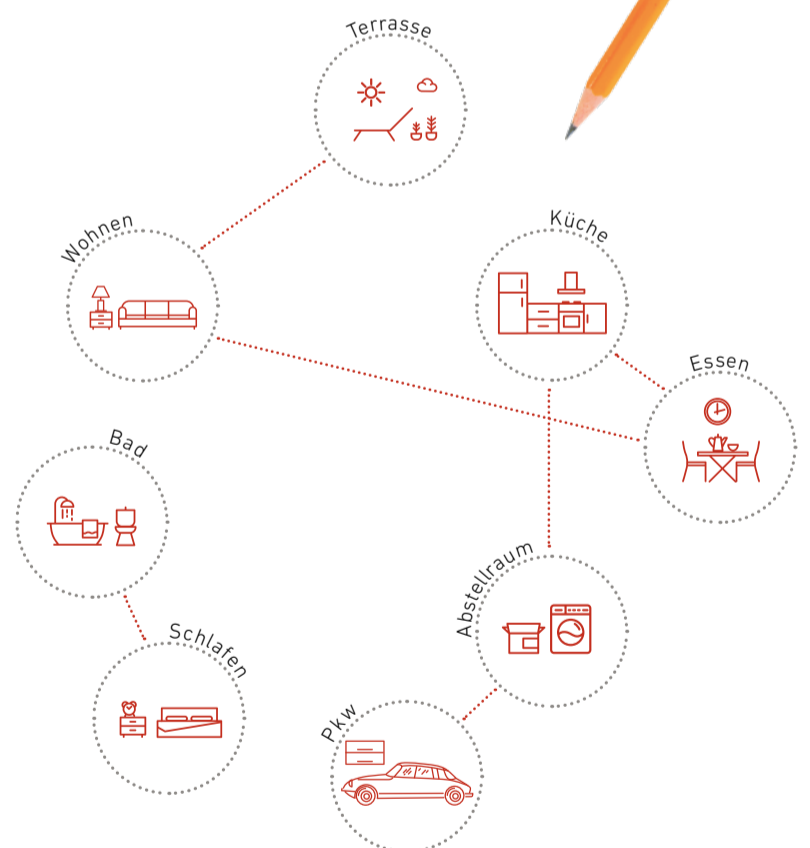 Terrasse
Wohnen
Küche
Essen
Bad
Abstellraum
Schlafen
Pkw